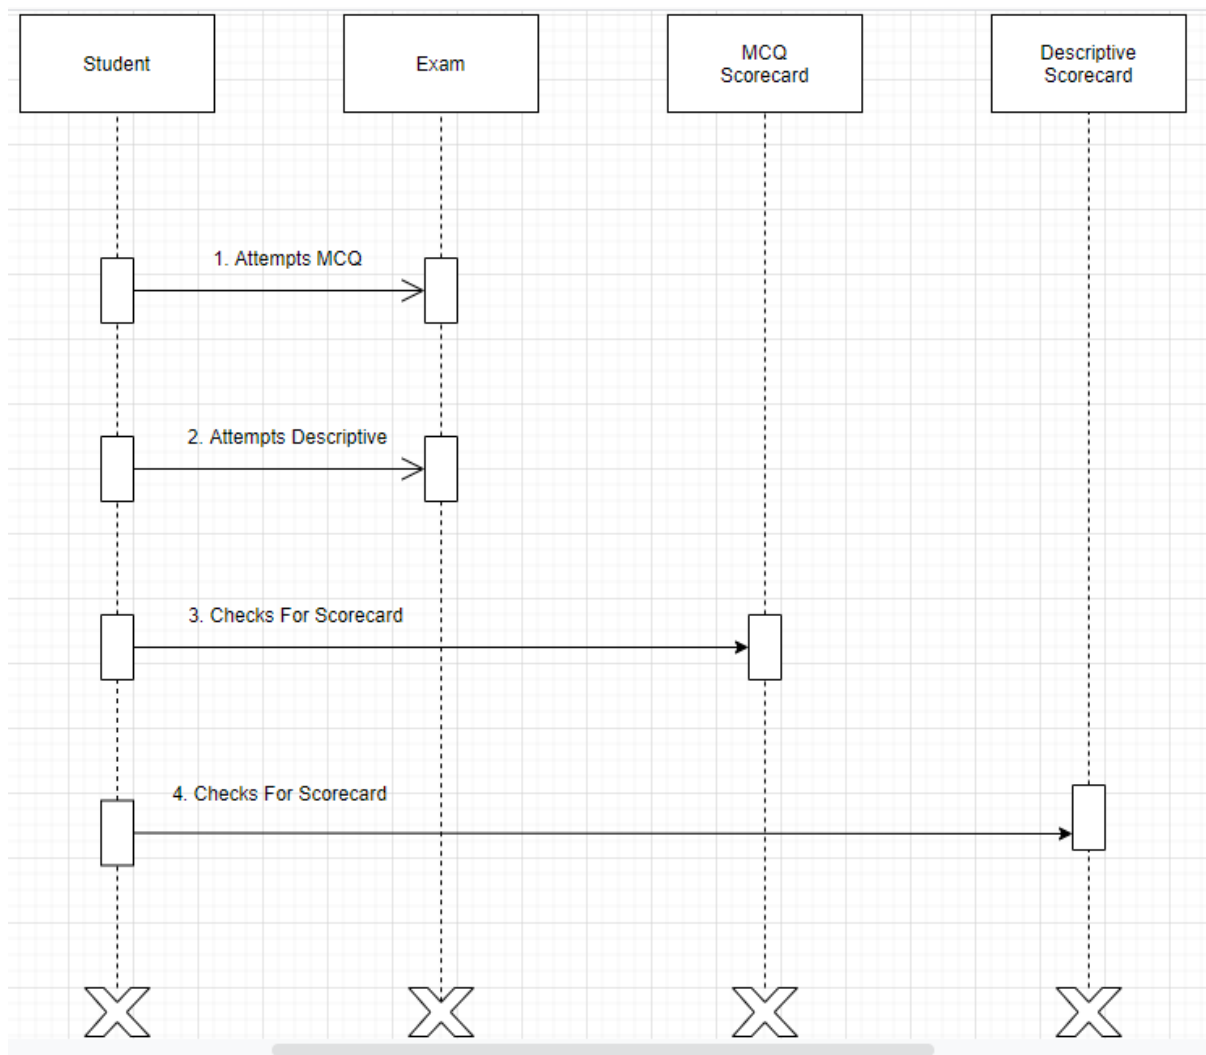 Student
Exam
MCQ
Scorecard
Descriptive
Scorecard
1. Attempts MCQ
2. Attempts Descriptive
3. Checks For Scorecard
4. Checks For Scorecard